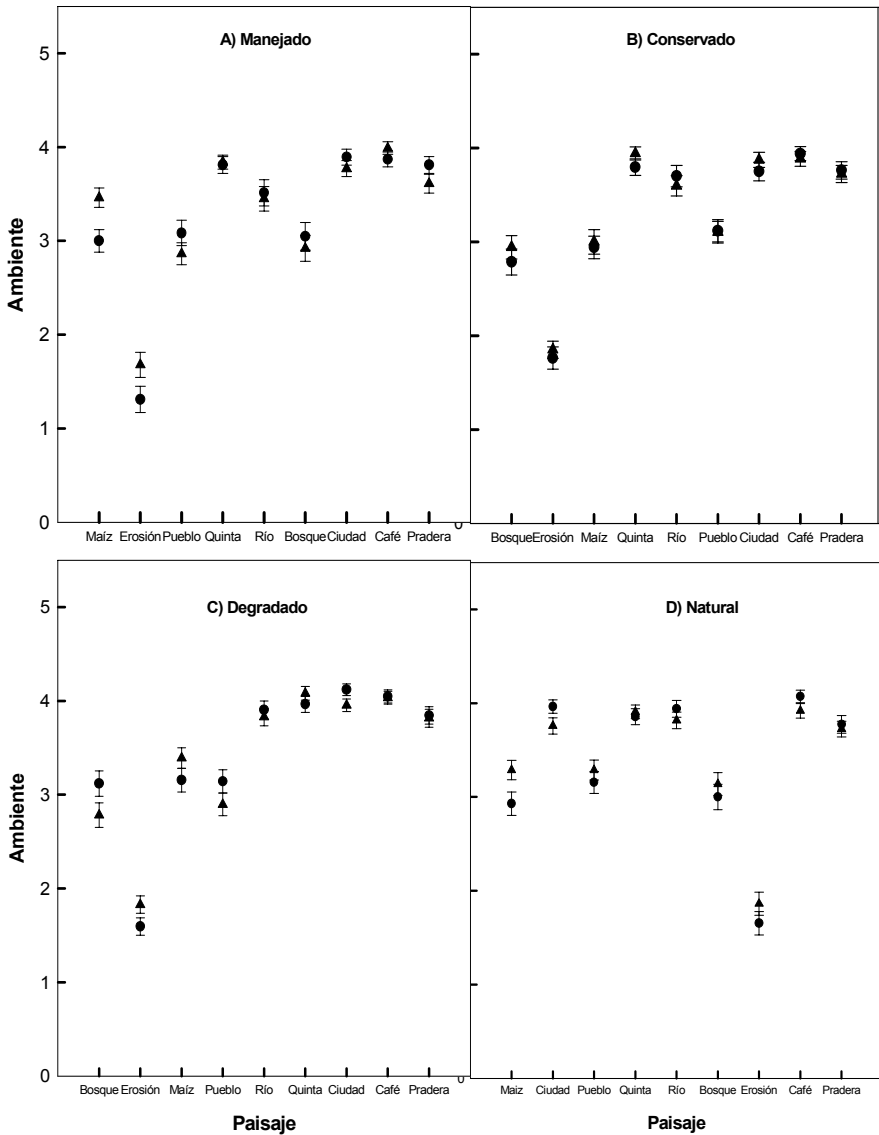 A) Manejado
B) Conservado
5
4
3
2
1
0
0
Ambiente
Maíz Erosión Pueblo Quinta Río Bosque Ciudad Café Pradera
Bosque Erosión Maíz Quinta Río Pueblo Ciudad Café Pradera
C) Degradado
D) Natural
5
4
3
2
1
0
0
Ambiente
Bosque Erosión Maíz Pueblo Río Quinta Ciudad Café Pradera
Maiz Ciudad Pueblo Quinta Río Bosque Erosión Café Pradera
Paisaje
Paisaje